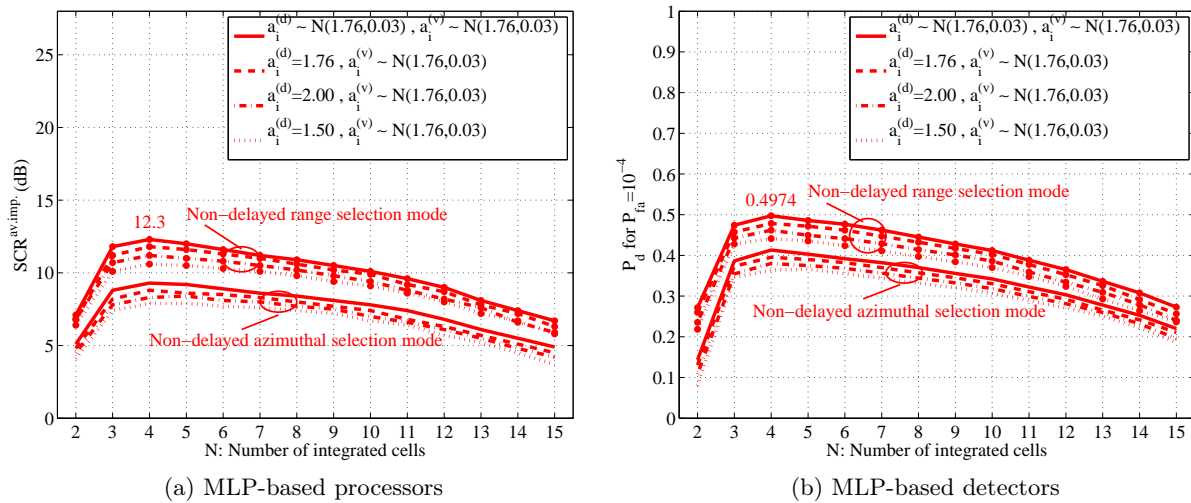 25
20
15
10
5
0
SCR^av.imp. (dB)
a_i^(d) ~ N(1.76,0.03) , a_i^(v) ~ N(1.76,0.03)
a_i^(d)=1.76 , a_i^(v) ~ N(1.76,0.03)
a_i^(d)=2.00 , a_i^(v) ~ N(1.76,0.03)
a_i^(d)=1.50 , a_i^(v) ~ N(1.76,0.03)
12.3
Non−delayed range selection mode
Non−delayed azimuthal selection mode
2 3 4 5 6 7 8 9 10 11 12 13 14 15
N: Number of integrated cells
(a) MLP-based processors
1
0.9
0.8
0.7
0.6
0.5
0.4
0.3
0.2
0.1
0
P_d for P_fa=10^−4
a_i^(d) ~ N(1.76,0.03) , a_i^(v) ~ N(1.76,0.03)
a_i^(d)=1.76 , a_i^(v) ~ N(1.76,0.03)
a_i^(d)=2.00 , a_i^(v) ~ N(1.76,0.03)
a_i^(d)=1.50 , a_i^(v) ~ N(1.76,0.03)
0.4974
Non−delayed range selection mode
Non−delayed azimuthal selection mode
2 3 4 5 6 7 8 9 10 11 12 13 14 15
N: Number of integrated cells
(b) MLP-based detectors